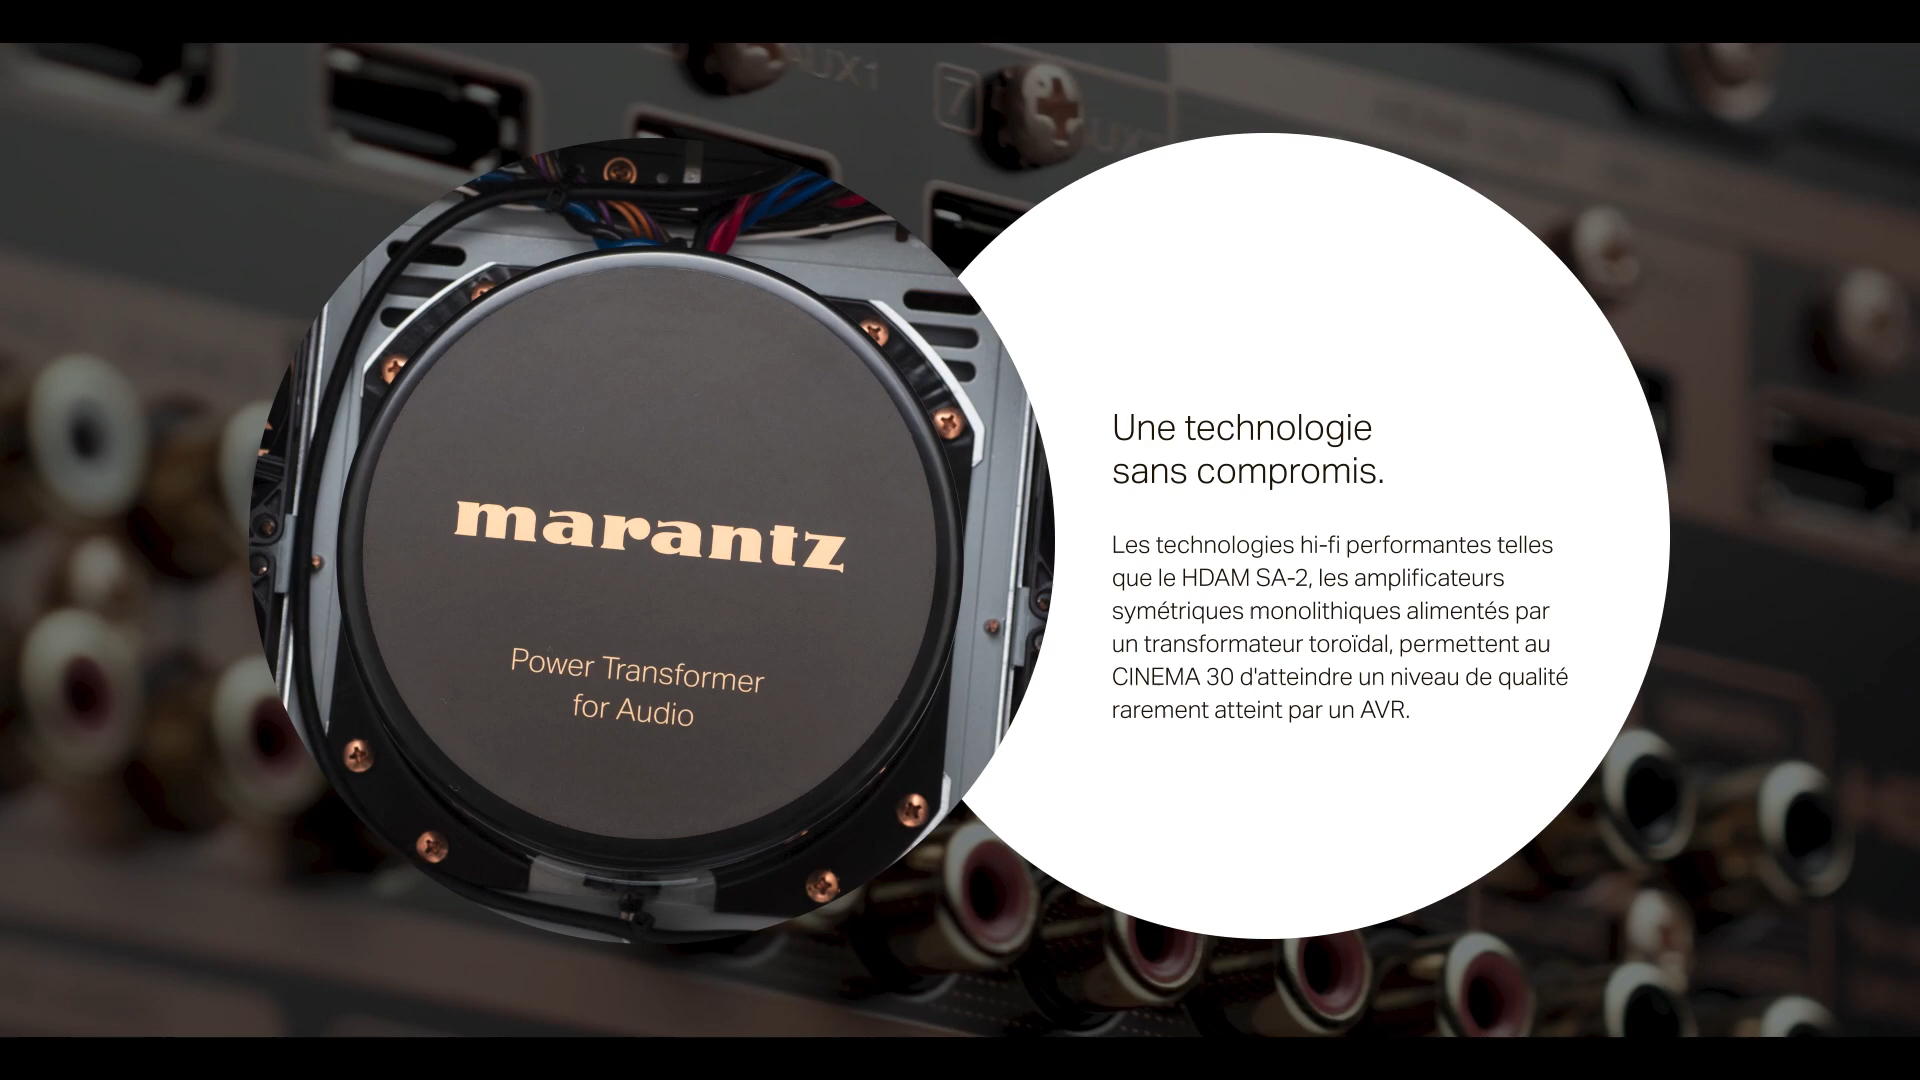 AUX1
7
marantz
Power Transformer
for Audio
Une technologie
sans compromis.
Les technologies hi-fi performantes telles
que le HDAM SA-2, les amplificateurs
symétriques monolithiques alimentés par
un transformateur toroïdal, permettent au
CINEMA 30 d'atteindre un niveau de qualité
rarement atteint par un AVR.